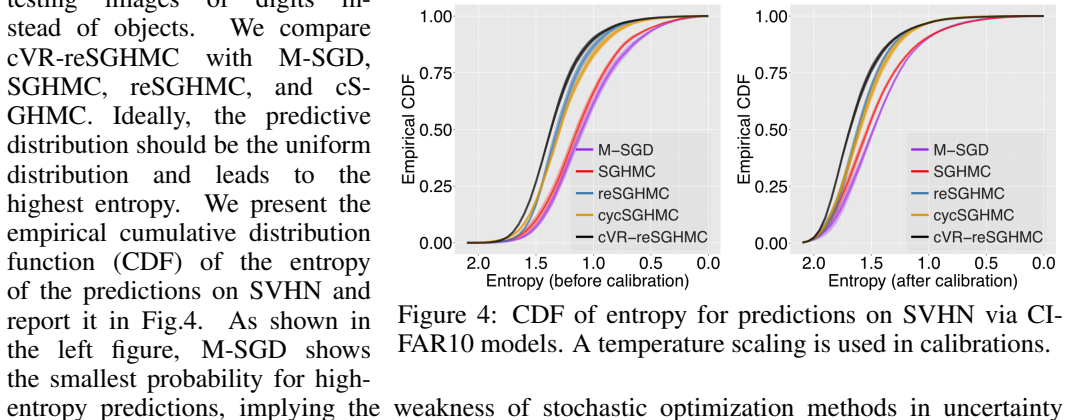 testing images of digits in-
stead of objects. We compare
cVR-reSGHMC with M-SGD,
SGHMC, reSGHMC, and cS-
GHMC. Ideally, the predictive
distribution should be the uniform
distribution and leads to the
highest entropy. We present the
empirical cumulative distribution
function (CDF) of the entropy
of the predictions on SVHN and
report it in Fig.4. As shown in
the left figure, M-SGD shows
the smallest probability for high-
entropy predictions, implying the weakness of stochastic optimization methods in uncertainty
Empirical CDF
1.00
0.75
0.50
0.25
0.00
M−SGD
SGHMC
reSGHMC
cycSGHMC
cVR−reSGHMC
2.0 1.5 1.0 0.5 0.0
Entropy (before calibration)
Empirical CDF
1.00
0.75
0.50
0.25
0.00
M−SGD
SGHMC
reSGHMC
cycSGHMC
cVR−reSGHMC
2.0 1.5 1.0 0.5 0.0
Entropy (after calibration)
Figure 4: CDF of entropy for predictions on SVHN via CI-
FAR10 models. A temperature scaling is used in calibrations.